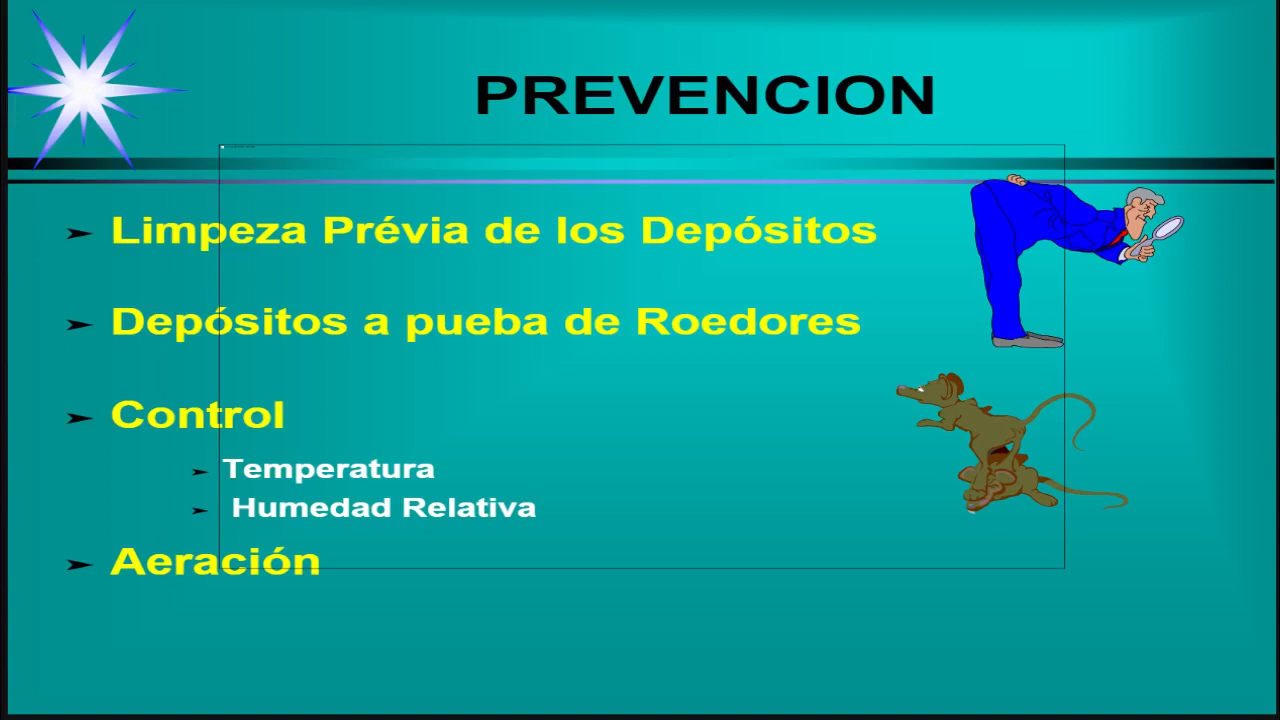 PREVENCION
Limpeza Prévia de los Depósitos
Depósitos a pueba de Roedores
Control
Temperatura
Humedad Relativa
Aeración